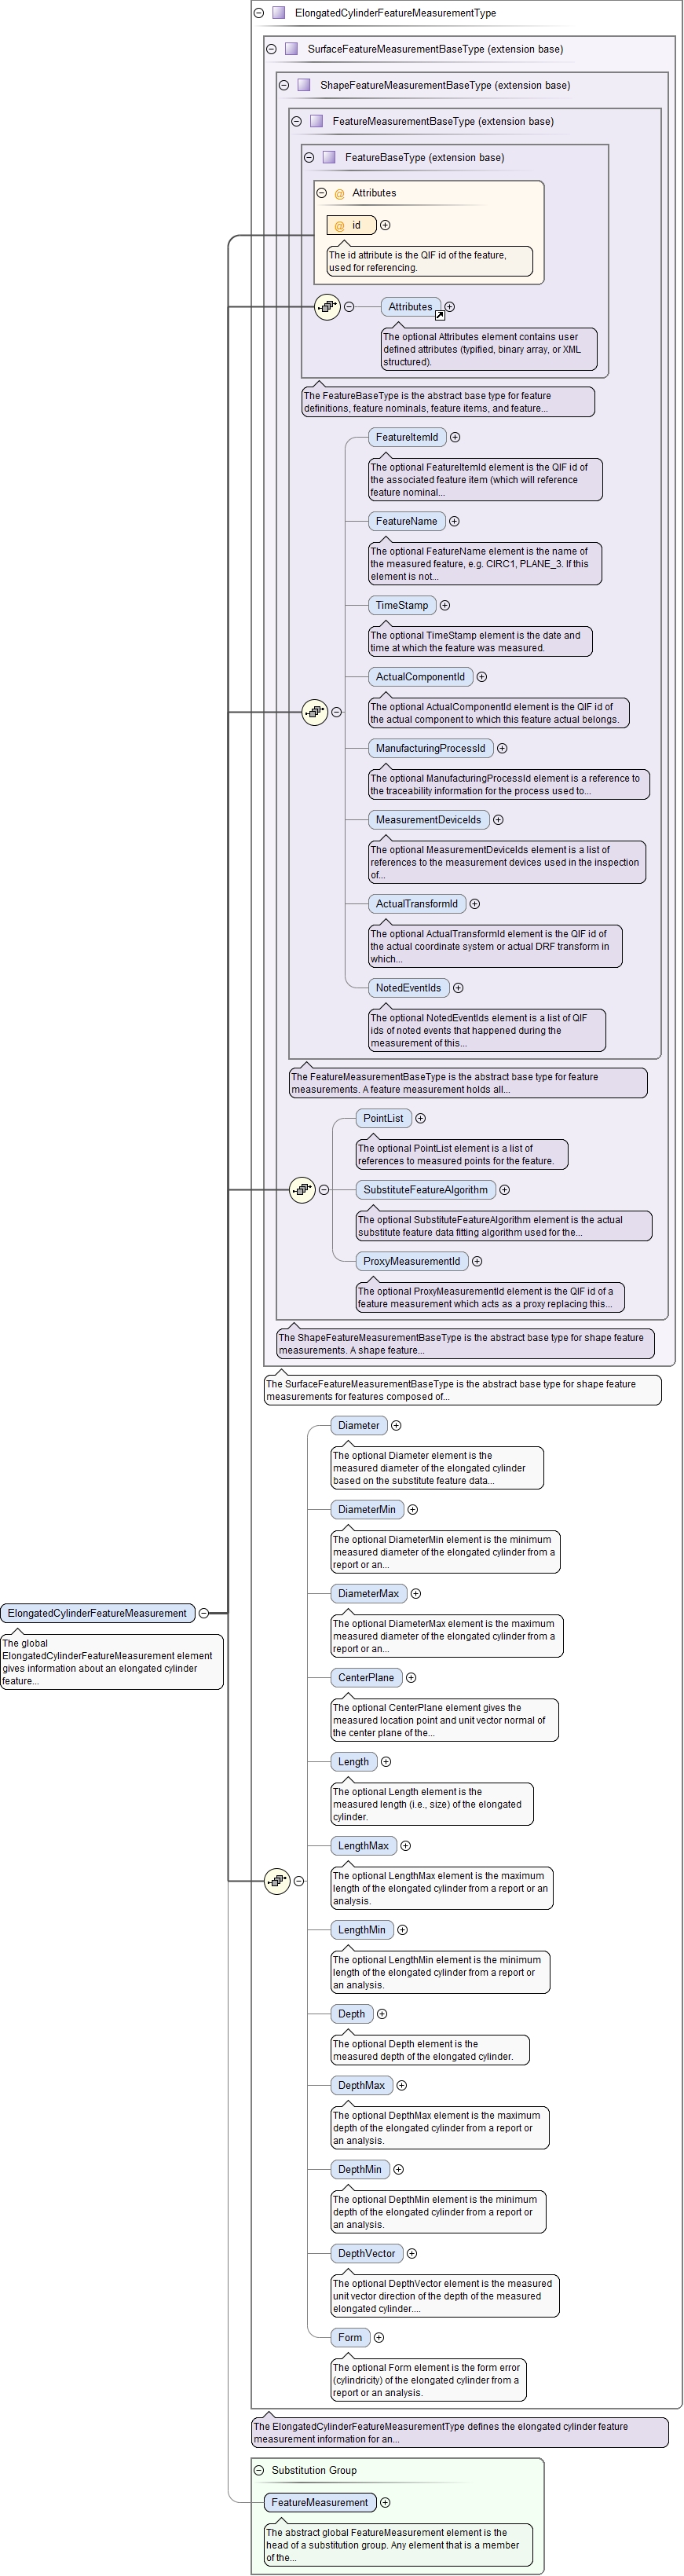 ElongatedCylinderFeatureMeasurementType
SurfaceFeatureMeasurementBaseType (extension base)
ShapeFeatureMeasurementBaseType (extension base)
FeatureMeasurementBaseType (extension base)
FeatureBaseType (extension base)
@ Attributes
@ id
The id attribute is the QIF id of the feature,
used for referencing.
Attributes
The optional Attributes element contains user
defined attributes (typified, binary array, or XML
structured).
The FeatureBaseType is the abstract base type for feature
definitions, feature nominals, feature items, and feature...
FeatureItemId
The optional FeatureItemId element is the QIF id of
the associated feature item (which will reference
feature nominal...
FeatureName
The optional FeatureName element is the name of
the measured feature, e.g. CIRC1, PLANE_3. If this
element is not...
TimeStamp
The optional TimeStamp element is the date and
time at which the feature was measured.
ActualComponentId
The optional ActualComponentId element is the QIF id of
the actual component to which this feature actual belongs.
ManufacturingProcessId
The optional ManufacturingProcessId element is a reference to
the traceability information for the process used to...
MeasurementDeviceIds
The optional MeasurementDeviceIds element is a list of
references to the measurement devices used in the inspection
of...
ActualTransformId
The optional ActualTransformId element is the QIF id of
the actual coordinate system or actual DRF transform in
which...
NotedEventIds
The optional NotedEventIds element is a list of QIF
ids of noted events that happened during the
measurement of this...
The FeatureMeasurementBaseType is the abstract base type for feature
measurements. A feature measurement holds all...
PointList
The optional PointList element is a list of
references to measured points for the feature.
SubstituteFeatureAlgorithm
The optional SubstituteFeatureAlgorithm element is the actual
substitute feature data fitting algorithm used for the...
ProxyMeasurementId
The optional ProxyMeasurementId element is the QIF id of a
feature measurement which acts as a proxy replacing this...
The ShapeFeatureMeasurementBaseType is the abstract base type for shape feature
measurements. A shape feature...
The SurfaceFeatureMeasurementBaseType is the abstract base type for shape feature
measurements for features composed of...
Diameter
The optional Diameter element is the
measured diameter of the elongated cylinder
based on the substitute feature data...
DiameterMin
The optional DiameterMin element is the minimum
measured diameter of the elongated cylinder from a
report or an...
DiameterMax
The optional DiameterMax element is the maximum
measured diameter of the elongated cylinder from a
report or an...
ElongatedCylinderFeatureMeasurement
The global
ElongatedCylinderFeatureMeasurement element
gives information about an elongated cylinder
feature...
CenterPlane
The optional CenterPlane element gives the
measured location point and unit vector normal of
the center plane of the...
Length
The optional Length element is the
measured length (i.e., size) of the elongated
cylinder.
LengthMax
The optional LengthMax element is the maximum
length of the elongated cylinder from a report or an
analysis.
LengthMin
The optional LengthMin element is the minimum
length of the elongated cylinder from a report or
an analysis.
Depth
The optional Depth element is the
measured depth of the elongated cylinder.
DepthMax
The optional DepthMax element is the maximum
depth of the elongated cylinder from a report or
an analysis.
DepthMin
The optional DepthMin element is the minimum
depth of the elongated cylinder from a report or
an analysis.
DepthVector
The optional DepthVector element is the measured
unit vector direction of the depth of the measured
elongated cylinder....
Form
The optional Form element is the form error
(cylindricity) of the elongated cylinder from a
report or an analysis.
The ElongatedCylinderFeatureMeasurementType defines the elongated cylinder feature
measurement information for an...
Substitution Group
FeatureMeasurement
The abstract global FeatureMeasurement element is the
head of a substitution group. Any element that is a member
of the...